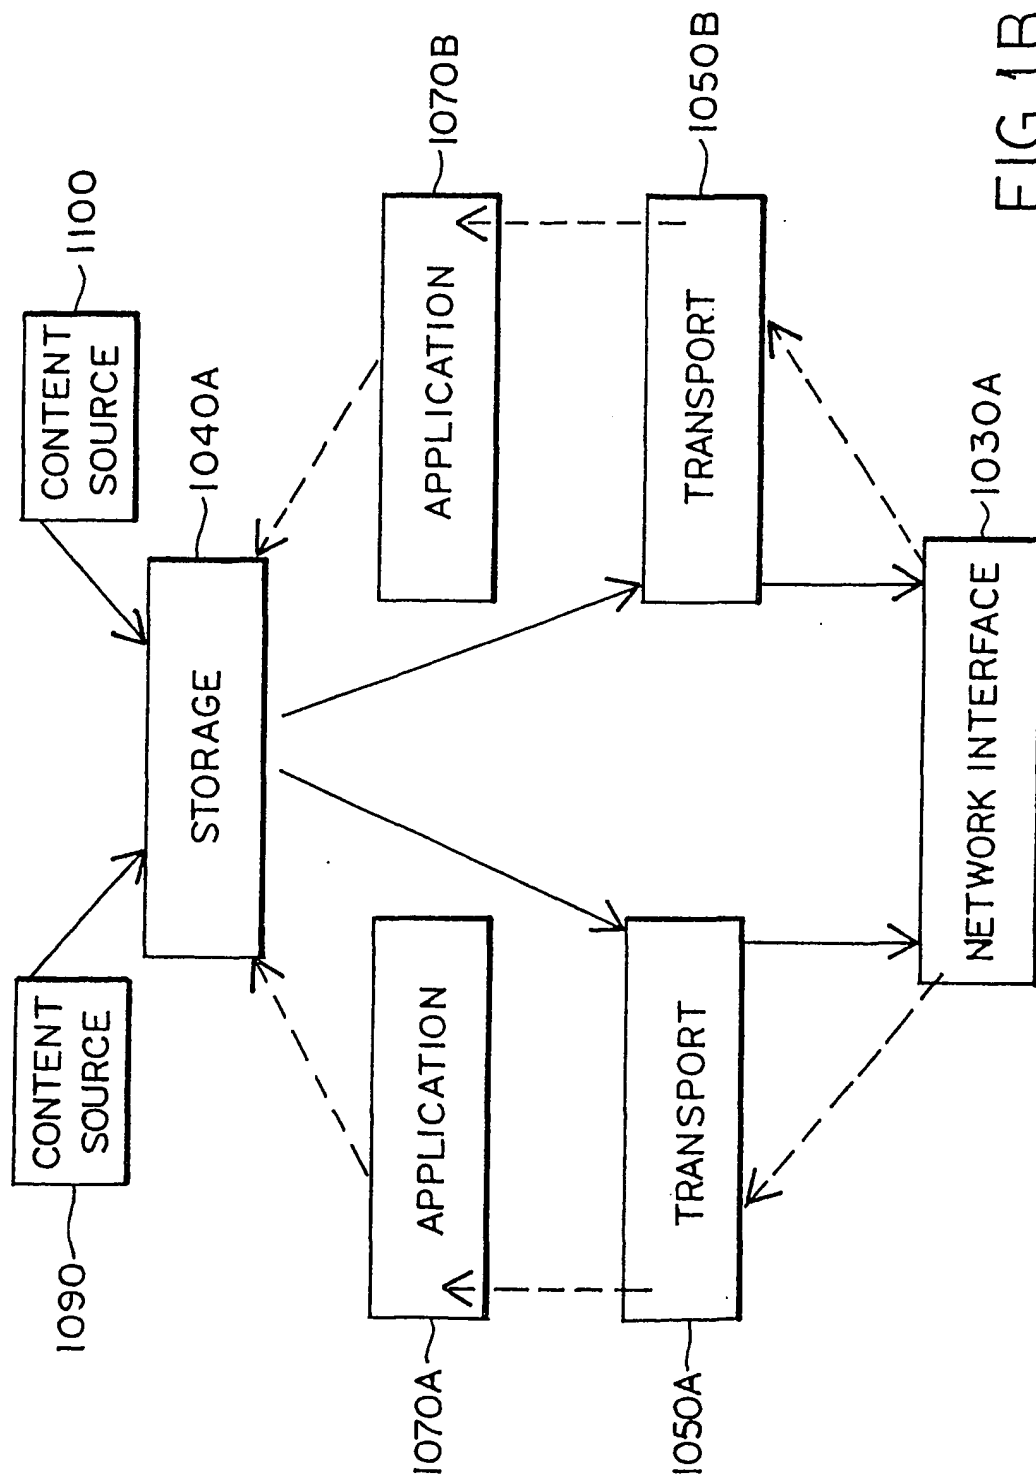 CONTENT
SOURCE
1090
CONTENT
SOURCE
1100
STORAGE
1040A
APPLICATION
1070A
APPLICATION
1070B
TRANSPORT
1050A
TRANSPORT
1050B
NETWORK INTERFACE
1030A
FIG 1B